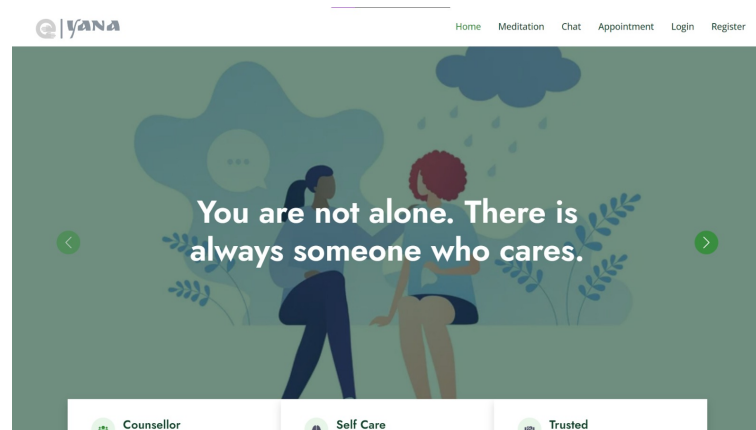 YANA
Home Meditation Chat Appointment Login Register
You are not alone. There is
always someone who cares.
Counsellor Self Care Trusted